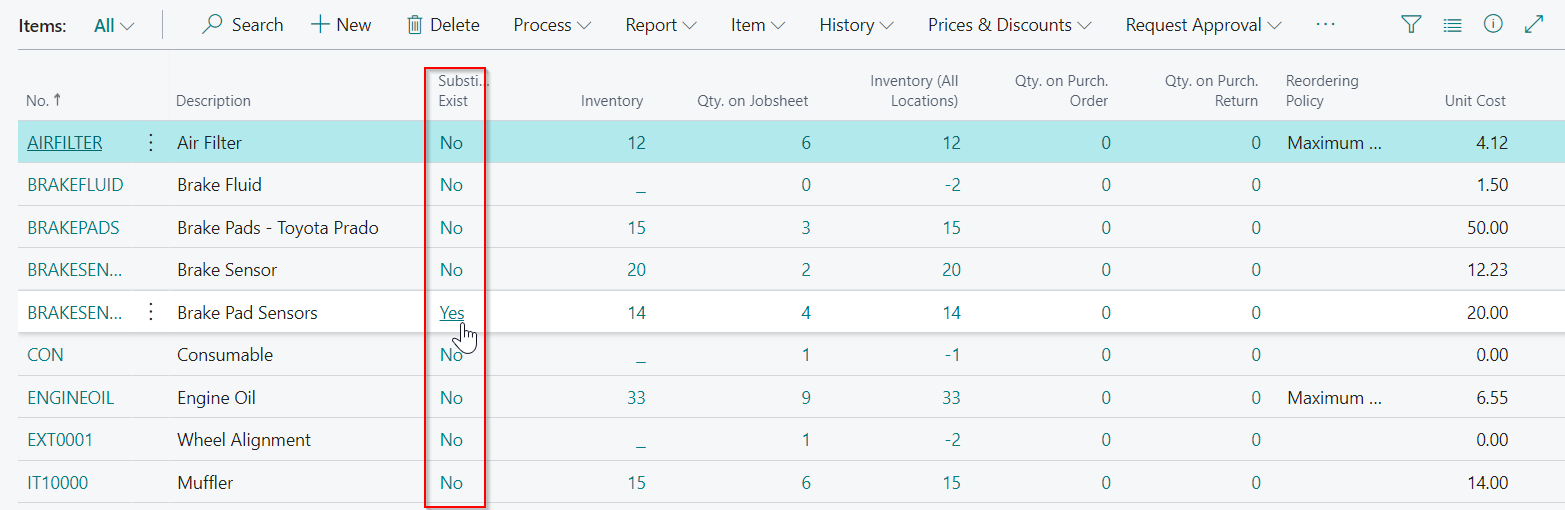 Items: All Search New Delete Process Report Item History Prices & Discounts Request Approval ...
Substi... Inventory (All Qty. on Purch. Qty. on Purch. Reordering
No. ↑ Description Exist Inventory Qty. on Jobsheet Locations) Order Return Policy Unit Cost
AIRFILTER Air Filter No 12 6 12 0 0 Maximum ... 4.12
BRAKEFLUID Brake Fluid No _ 0 -2 0 0 1.50
BRAKEPADS Brake Pads - Toyota Prado No 15 3 15 0 0 50.00
BRAKESEN... Brake Sensor No 20 2 20 0 0 12.23
BRAKESEN... Brake Pad Sensors Yes 14 4 14 0 0 20.00
CON Consumable No _ 1 -1 0 0 0.00
ENGINEOIL Engine Oil No 33 9 33 0 0 Maximum ... 6.55
EXT0001 Wheel Alignment No _ 1 -2 0 0 0.00
IT10000 Muffler No 15 6 15 0 0 14.00